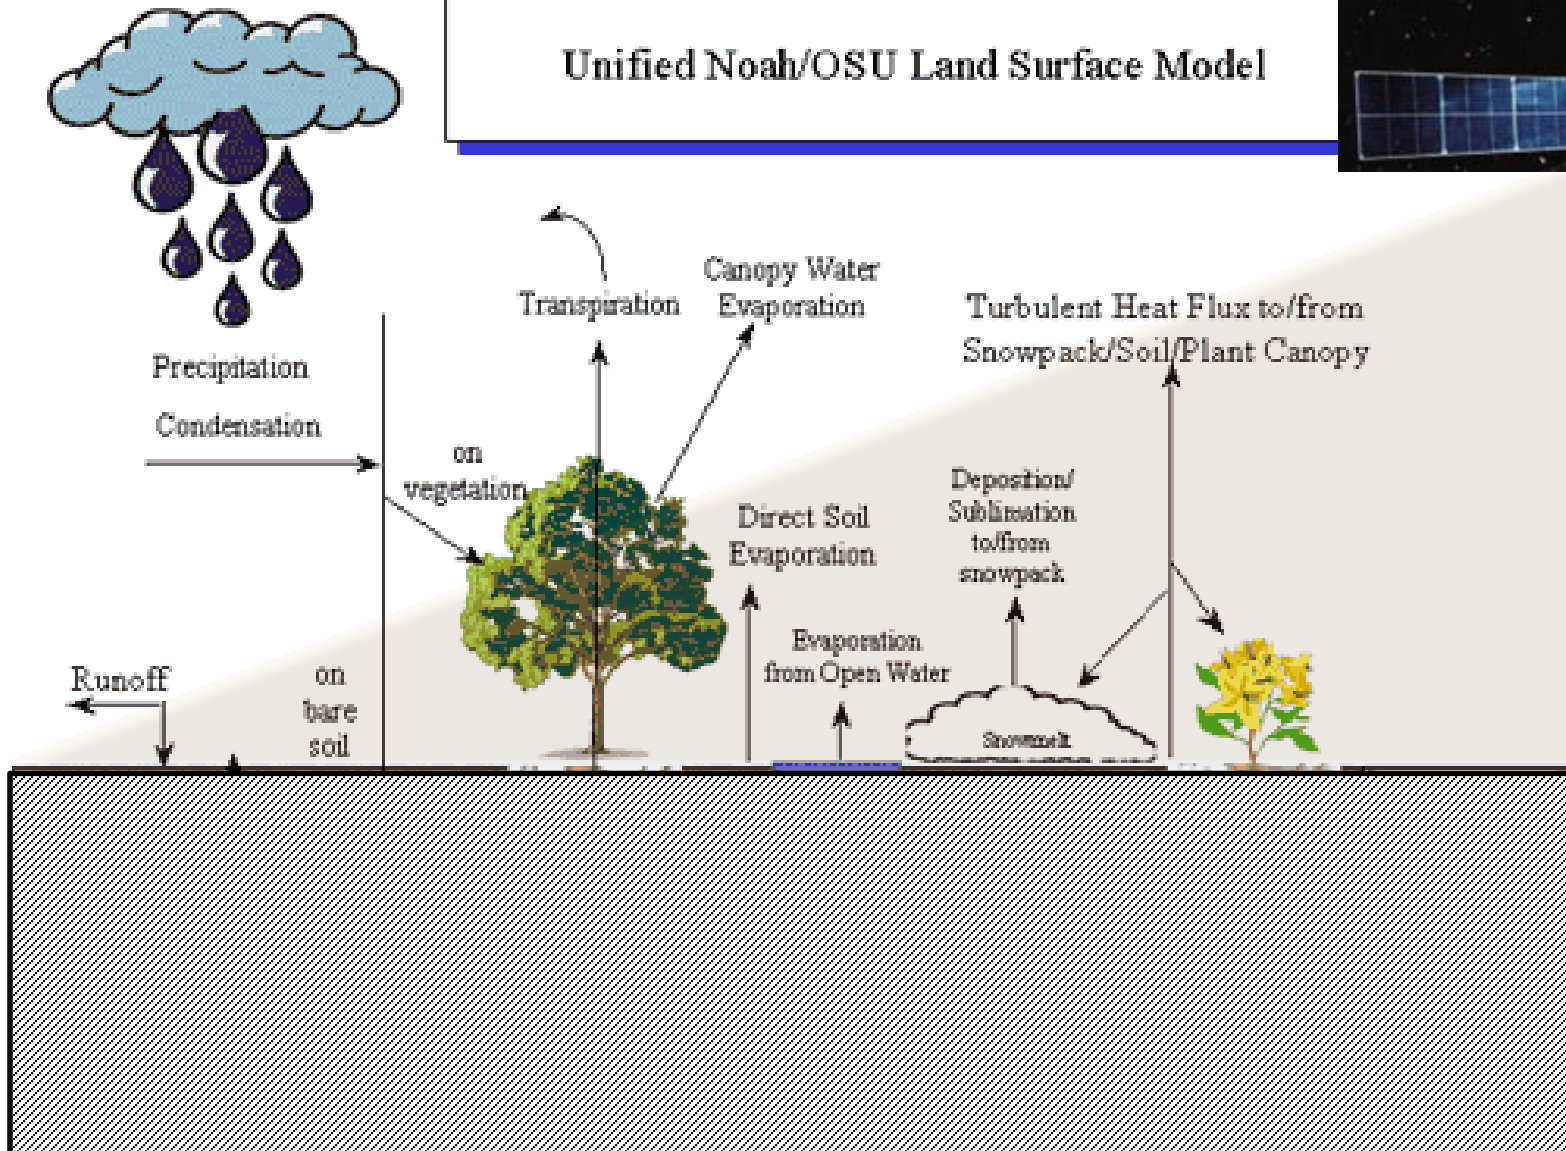 Unified Noah/OSU Land Surface Model
Transpiration
Canopy Water
Evaporation
Turbulent Heat Flux to/from
Snowpack/Soil/Plant Canopy
Precipitation
Condensation
on
vegetation
Direct Soil
Evaporation
Deposition/
Sublimation
to/from
snowpack
Evaporation
from Open Water
Runoff
on
bare
soil
Snowmelt